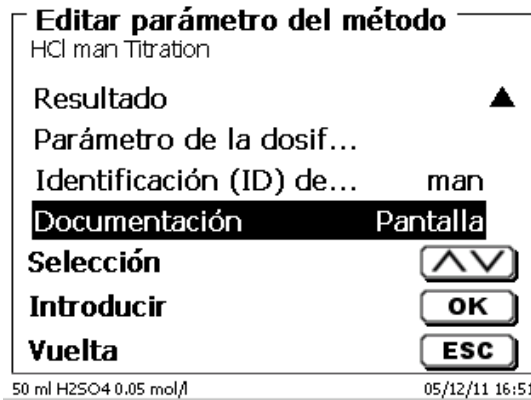 Editar parámetro del método
HCl man Titration
Resultado
Parámetro de la dosif...
Identificación (ID) de... man
Documentación Pantalla
Selección
Introducir OK
Vuelta ESC
50 ml H2SO4 0.05 mol/l 05/12/11 16:51